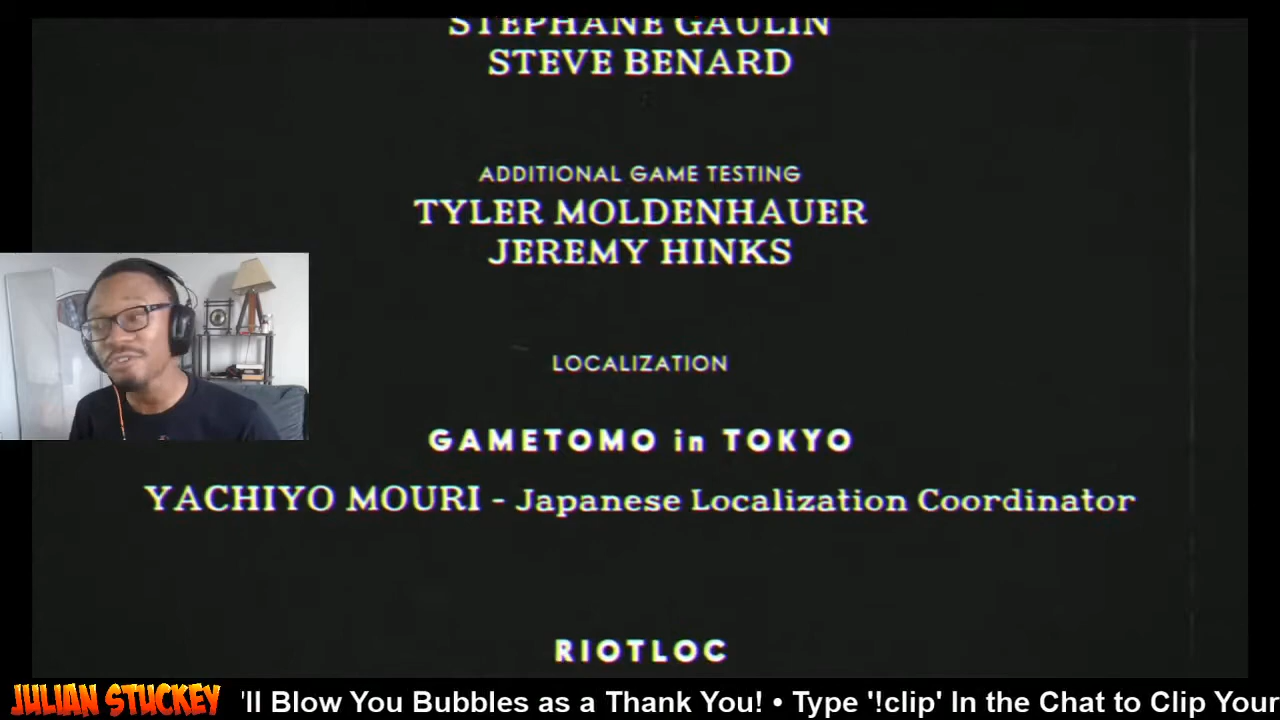 STEPHANE GAULIN
STEVE BENARD
ADDITIONAL GAME TESTING
TYLER MOLDENHAUER
JEREMY HINKS
LOCALIZATION
GAMETOMO in TOKYO
YACHIYO MOURI - Japanese Localization Coordinator
RIOTLOC
JULIAN STUCKEY
'll Blow You Bubbles as a Thank You! • Type '!clip' In the Chat to Clip Your